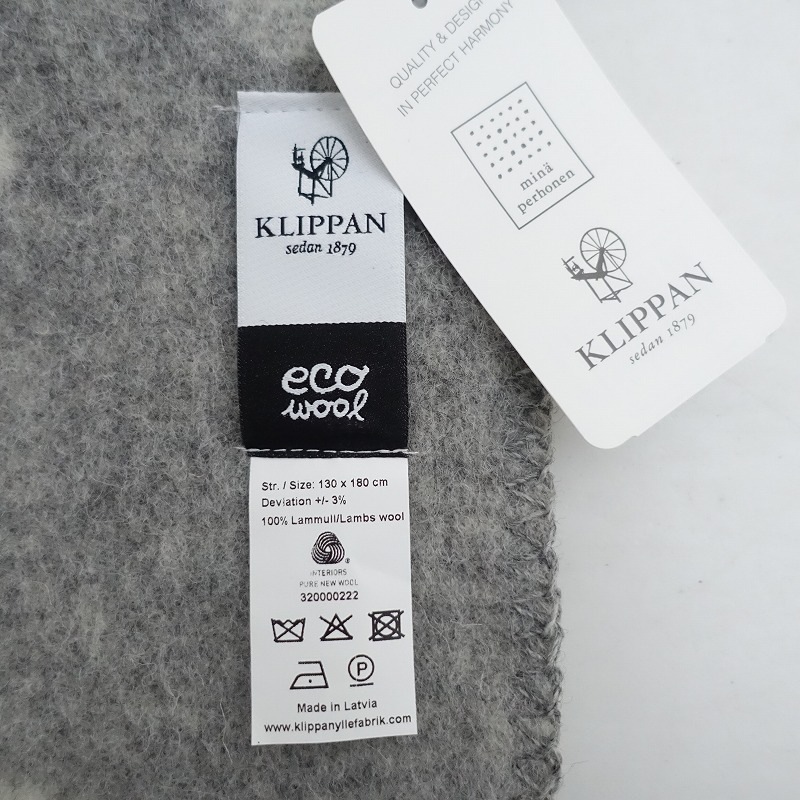 KLIPPAN
sedan 1879
eco
wool
Str. / Size: 130 x 180 cm
Deviation +/- 3%
100% Lammull/Lambs wool
®
INTERIORS
PURE NEW WOOL
320000222
P
Made in Latvia
www.klippanyllefabrik.com
QUALITY & DESIGN
IN PERFECT HARMONY
minä
perhonen
KLIPPAN
sedan 1879